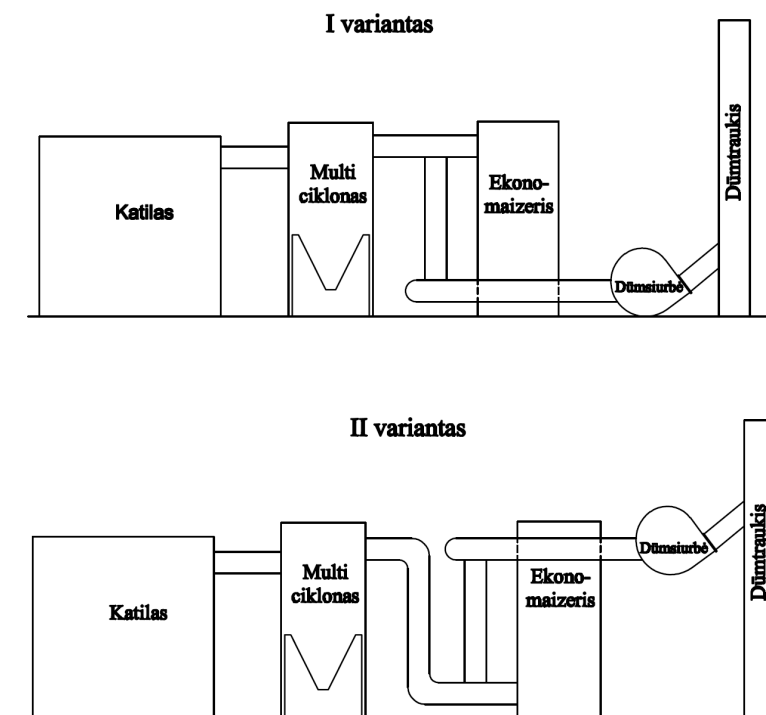 I variantas
Katilas
Multi
ciklonas
Ekono-
maizeris
Dūmsiurbė
Dūmtraukis
II variantas
Katilas
Multi
ciklonas
Ekono-
maizeris
Dūmsiurbė
Dūmtraukis